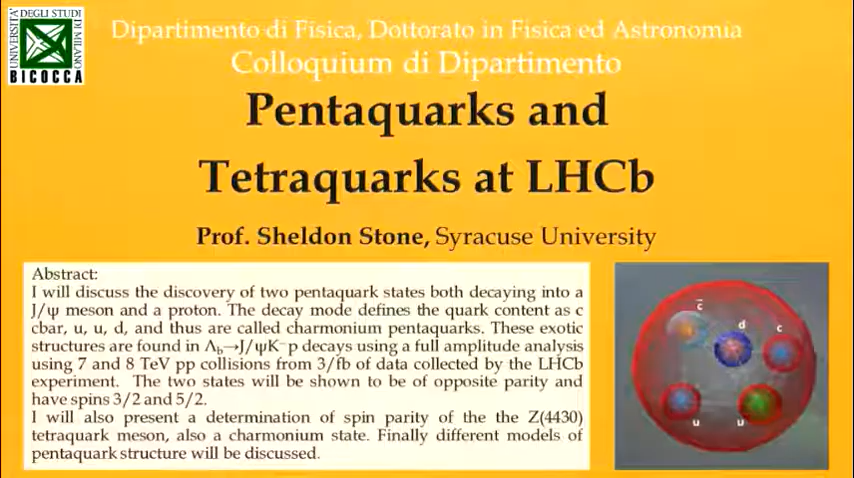 UNIVERSITA'
DEGLI STUDI
DI MILANO
BICOCCA
Dipartimento di Fisica, Dottorato in Fisica ed Astronomia
Colloquium di Dipartimento
Pentaquarks and
Tetraquarks at LHCb
Prof. Sheldon Stone, Syracuse University
Abstract:
I will discuss the discovery of two pentaquark states both decaying into a
J/ψ meson and a proton. The decay mode defines the quark content as c
cbar, u, u, d, and thus are called charmonium pentaquarks. These exotic
structures are found in Λb→J/ψK⁻p decays using a full amplitude analysis
using 7 and 8 TeV pp collisions from 3/fb of data collected by the LHCb
experiment. The two states will be shown to be of opposite parity and
have spins 3/2 and 5/2.
I will also present a determination of spin parity of the the Z(4430)
tetraquark meson, also a charmonium state. Finally different models of
pentaquark structure will be discussed.
c̄
d
c
u
u